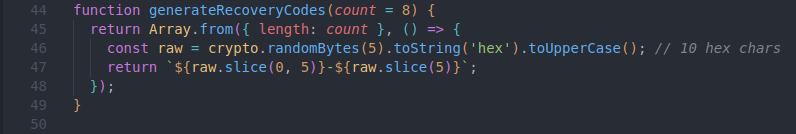 44 function generateRecoveryCodes(count = 8) {
45   return Array.from({ length: count }, () => {
46     const raw = crypto.randomBytes(5).toString('hex').toUpperCase(); // 10 hex chars
47     return `${raw.slice(0, 5)}-${raw.slice(5)}`;
48   });
49 }
50